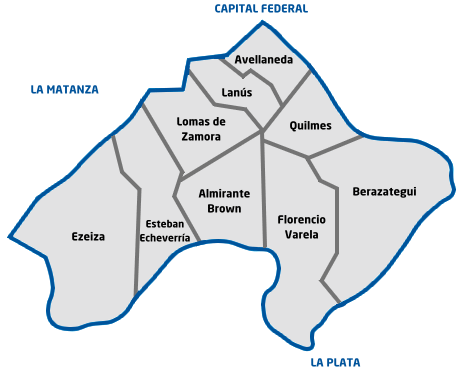 CAPITAL FEDERAL
Avellaneda
LA MATANZA
Lanús
Lomas de
Zamora
Quilmes
Almirante
Brown
Berazategui
Florencio
Varela
Esteban
Echeverría
Ezeiza
LA PLATA